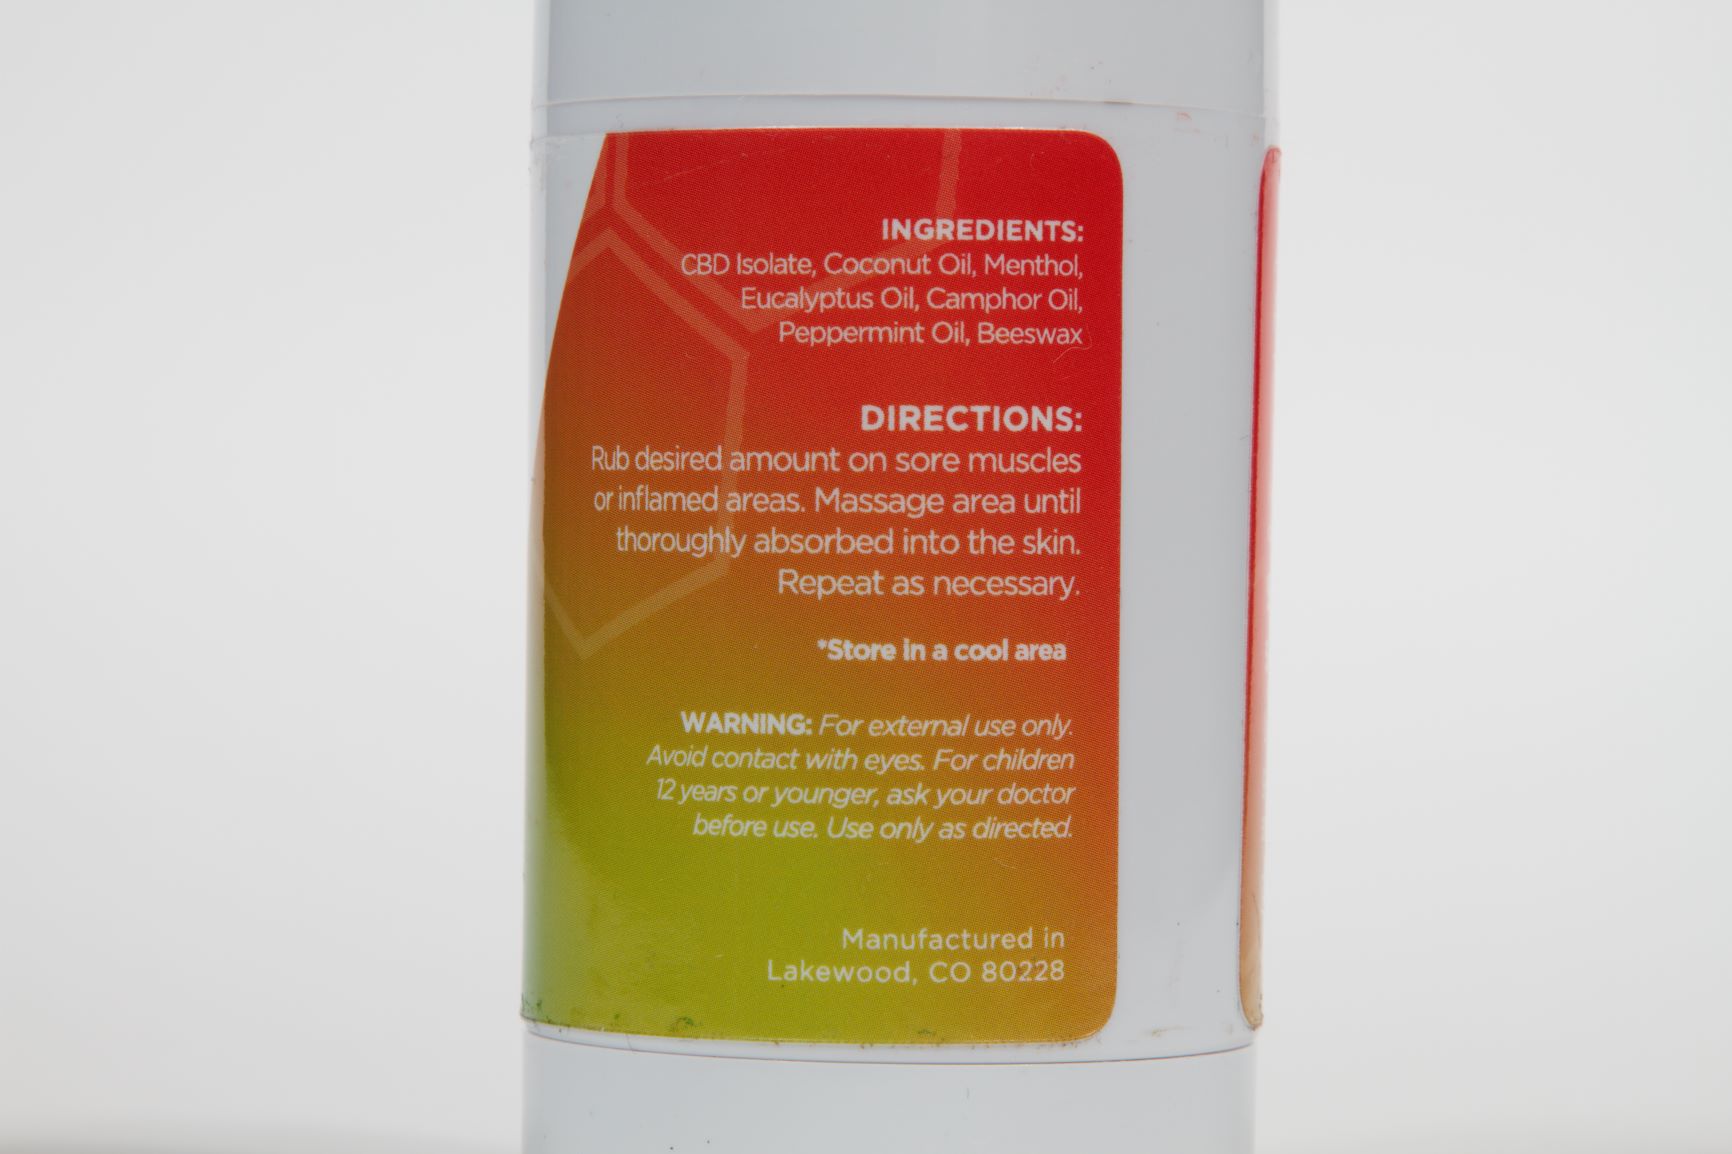 INGREDIENTS:
CBD Isolate, Coconut Oil, Menthol,
Eucalyptus Oil, Camphor Oil,
Peppermint Oil, Beeswax
DIRECTIONS:
Rub desired amount on sore muscles
or inflamed areas. Massage area until
thoroughly absorbed into the skin.
Repeat as necessary.
*Store in a cool area
WARNING: For external use only.
Avoid contact with eyes. For children
12 years or younger, ask your doctor
before use. Use only as directed.
Manufactured in
Lakewood, CO 80228